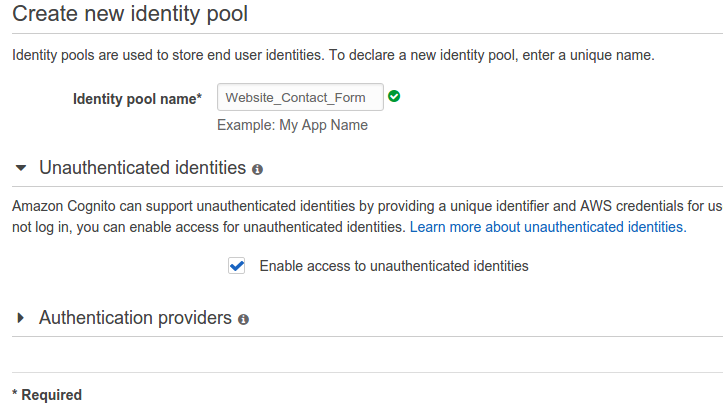 Create new identity pool
Identity pools are used to store end user identities. To declare a new identity pool, enter a unique name.
Identity pool name* Website_Contact_Form
Example: My App Name
Unauthenticated identities
Amazon Cognito can support unauthenticated identities by providing a unique identifier and AWS credentials for us
not log in, you can enable access for unauthenticated identities. Learn more about unauthenticated identities.
Enable access to unauthenticated identities
Authentication providers
* Required